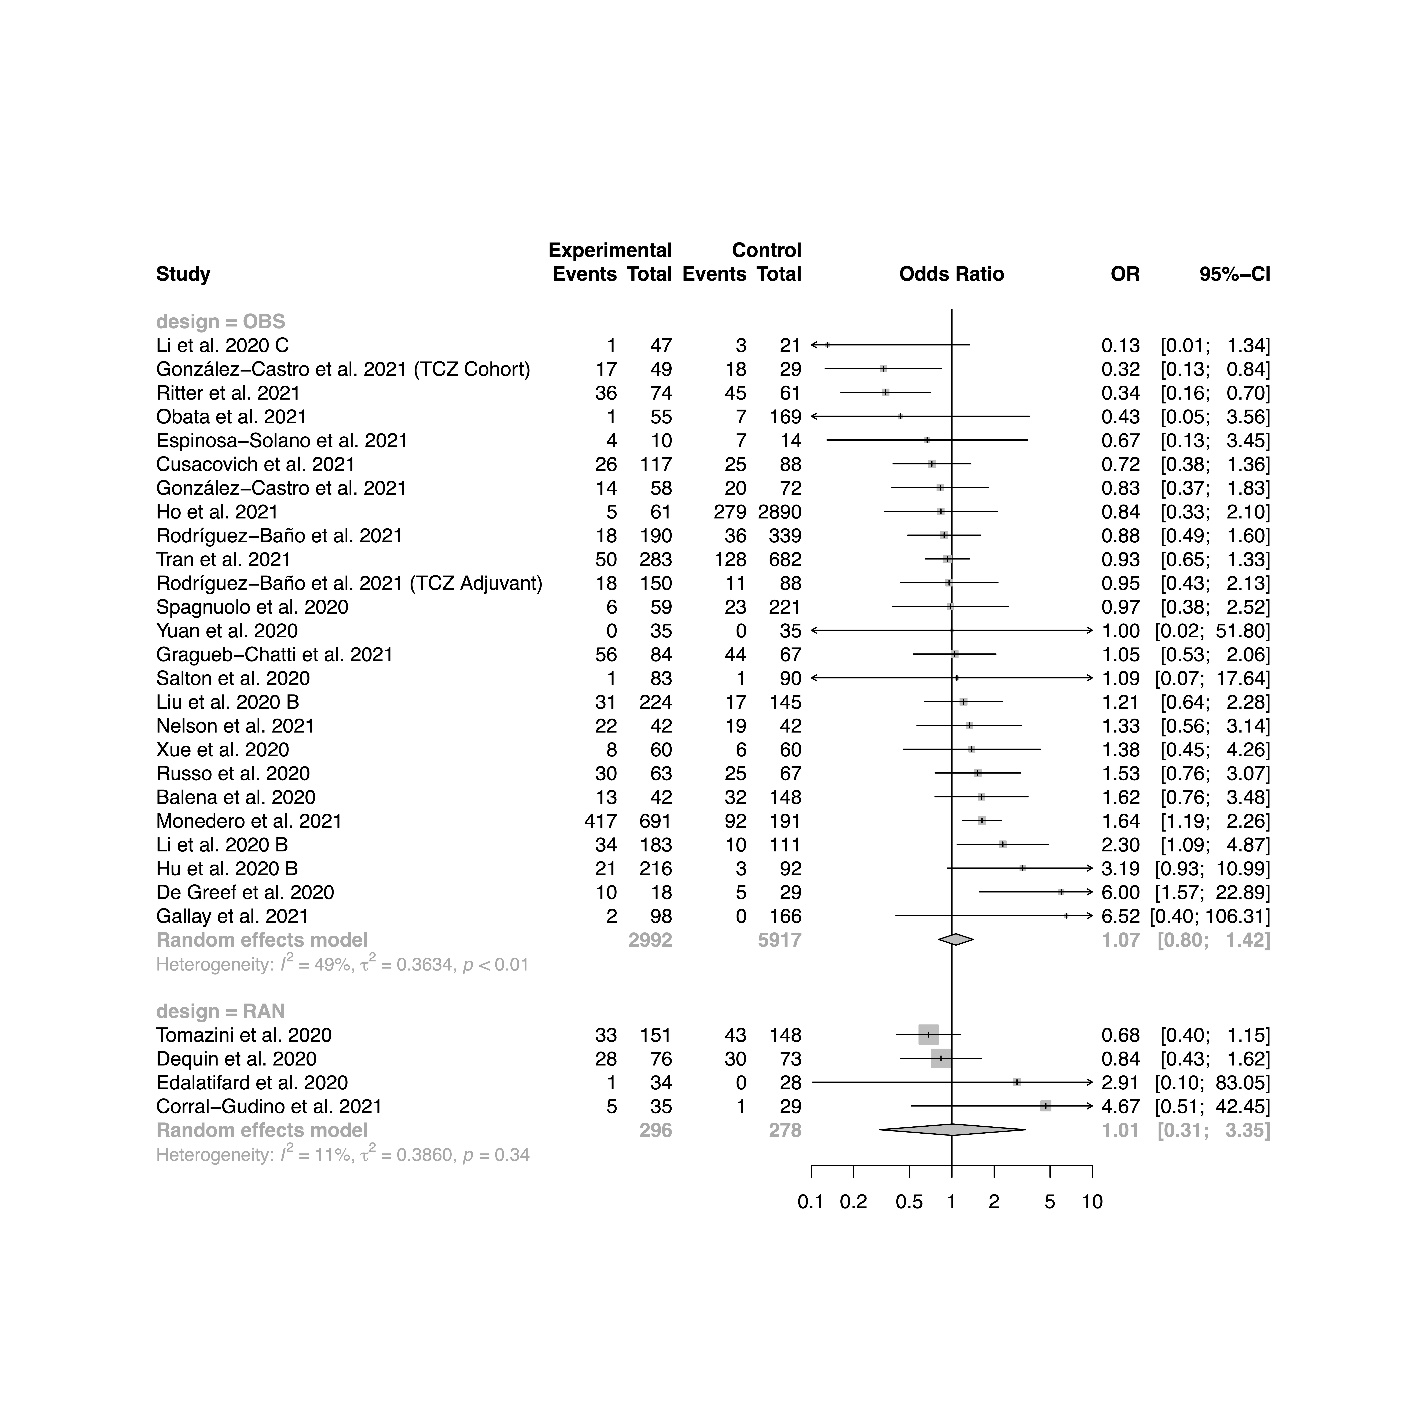 Experimental Control
Study Events Total Events Total Odds Ratio OR 95%−CI
design = OBS
Li et al. 2020 C 1 47 3 21 0.13 [0.01; 1.34]
González−Castro et al. 2021 (TCZ Cohort) 17 49 18 29 0.32 [0.13; 0.84]
Ritter et al. 2021 36 74 45 61 0.34 [0.16; 0.70]
Obata et al. 2021 1 55 7 169 0.43 [0.05; 3.56]
Espinosa−Solano et al. 2021 4 10 7 14 0.67 [0.13; 3.45]
Cusacovich et al. 2021 26 117 25 88 0.72 [0.38; 1.36]
González−Castro et al. 2021 14 58 20 72 0.83 [0.37; 1.83]
Ho et al. 2021 5 61 279 2890 0.84 [0.33; 2.10]
Rodríguez−Baño et al. 2021 18 190 36 339 0.88 [0.49; 1.60]
Tran et al. 2021 50 283 128 682 0.93 [0.65; 1.33]
Rodríguez−Baño et al. 2021 (TCZ Adjuvant) 18 150 11 88 0.95 [0.43; 2.13]
Spagnuolo et al. 2020 6 59 23 221 0.97 [0.38; 2.52]
Yuan et al. 2020 0 35 0 35 1.00 [0.02; 51.80]
Gragueb−Chatti et al. 2021 56 84 44 67 1.05 [0.53; 2.06]
Salton et al. 2020 1 83 1 90 1.09 [0.07; 17.64]
Liu et al. 2020 B 31 224 17 145 1.21 [0.64; 2.28]
Nelson et al. 2021 22 42 19 42 1.33 [0.56; 3.14]
Xue et al. 2020 8 60 6 60 1.38 [0.45; 4.26]
Russo et al. 2020 30 63 25 67 1.53 [0.76; 3.07]
Balena et al. 2020 13 42 32 148 1.62 [0.76; 3.48]
Monedero et al. 2021 417 691 92 191 1.64 [1.19; 2.26]
Li et al. 2020 B 34 183 10 111 2.30 [1.09; 4.87]
Hu et al. 2020 B 21 216 3 92 3.19 [0.93; 10.99]
De Greef et al. 2020 10 18 5 29 6.00 [1.57; 22.89]
Gallay et al. 2021 2 98 0 166 6.52 [0.40; 106.31]
Random effects model 2992 5917 1.07 [0.80; 1.42]
Heterogeneity: I² = 49%, τ² = 0.3634, p < 0.01
design = RAN
Tomazini et al. 2020 33 151 43 148 0.68 [0.40; 1.15]
Dequin et al. 2020 28 76 30 73 0.84 [0.43; 1.62]
Edalatifard et al. 2020 1 34 0 28 2.91 [0.10; 83.05]
Corral−Gudino et al. 2021 5 35 1 29 4.67 [0.51; 42.45]
Random effects model 296 278 1.01 [0.31; 3.35]
Heterogeneity: I² = 11%, τ² = 0.3860, p = 0.34
0.1 0.2 0.5 1 2 5 10